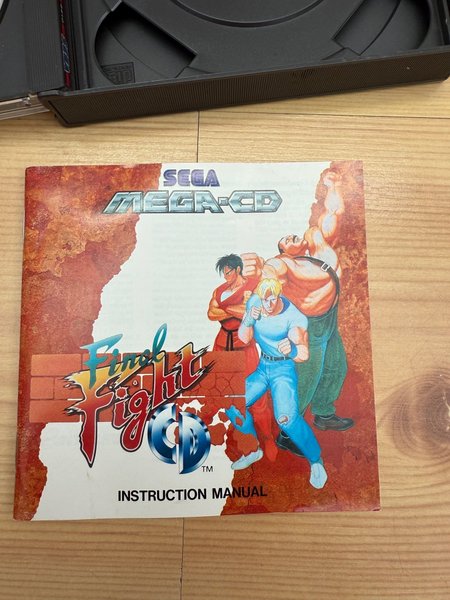 SEGA
MEGA-CD
Final
Fight
CD
TM
INSTRUCTION MANUAL